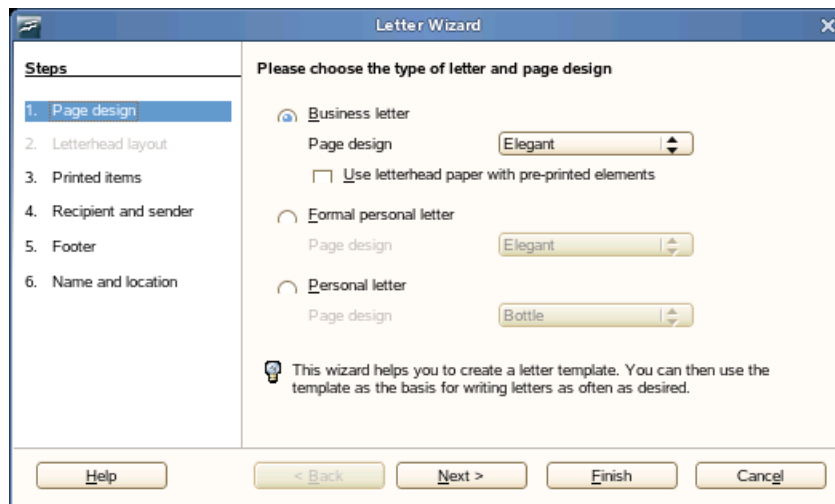 Letter Wizard
Steps
1. Page design
2. Letterhead layout
3. Printed items
4. Recipient and sender
5. Footer
6. Name and location
Please choose the type of letter and page design
Business letter
Page design Elegant
Use letterhead paper with pre-printed elements
Formal personal letter
Page design Elegant
Personal letter
Page design Bottle
This wizard helps you to create a letter template. You can then use the
template as the basis for writing letters as often as desired.
Help < Back Next > Finish Cancel